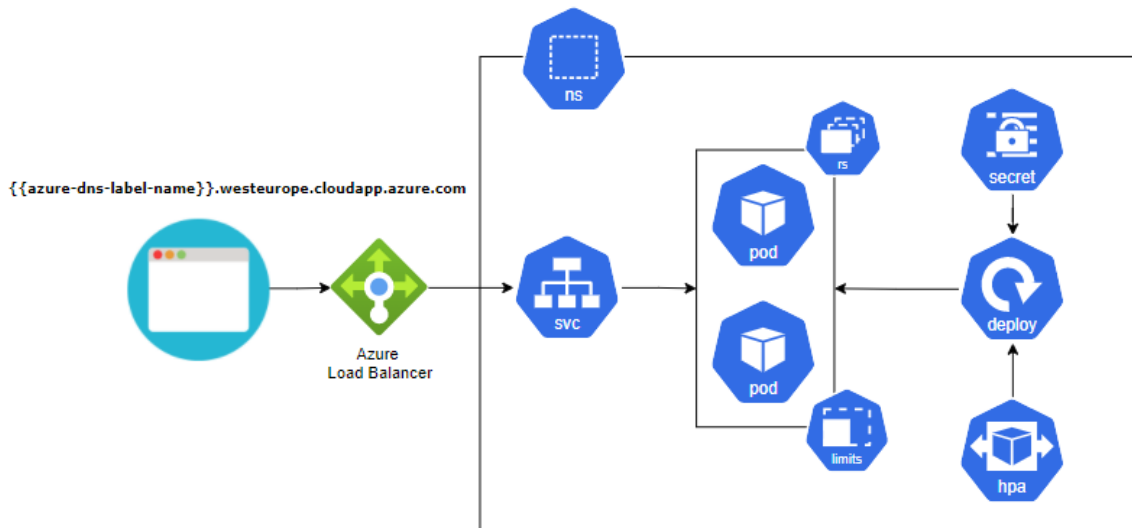 ns
rs
secret
{{azure-dns-label-name}}.westeurope.cloudapp.azure.com
pod
svc
deploy
Azure
Load Balancer
pod
limits
hpa